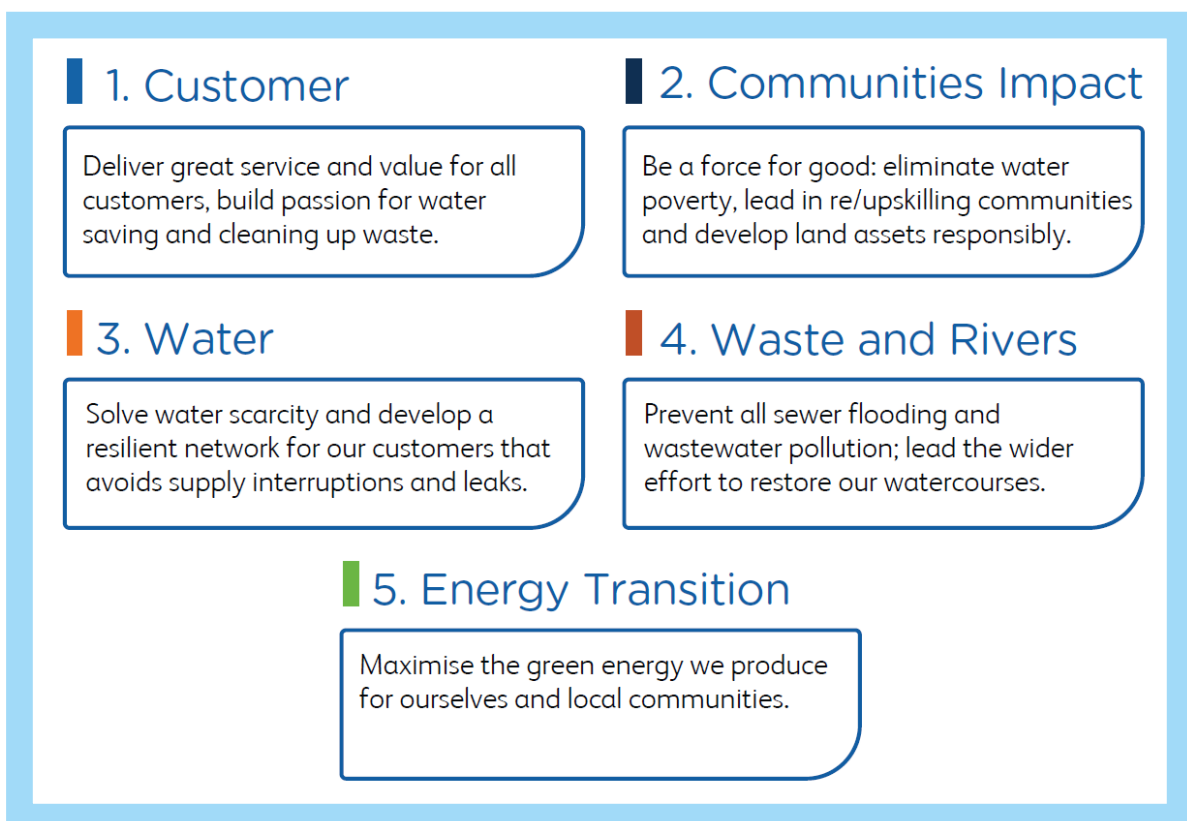 1. Customer
Deliver great service and value for all
customers, build passion for water
saving and cleaning up waste.
2. Communities Impact
Be a force for good: eliminate water
poverty, lead in re/upskilling communities
and develop land assets responsibly.
3. Water
Solve water scarcity and develop a
resilient network for our customers that
avoids supply interruptions and leaks.
4. Waste and Rivers
Prevent all sewer flooding and
wastewater pollution; lead the wider
effort to restore our watercourses.
5. Energy Transition
Maximise the green energy we produce
for ourselves and local communities.